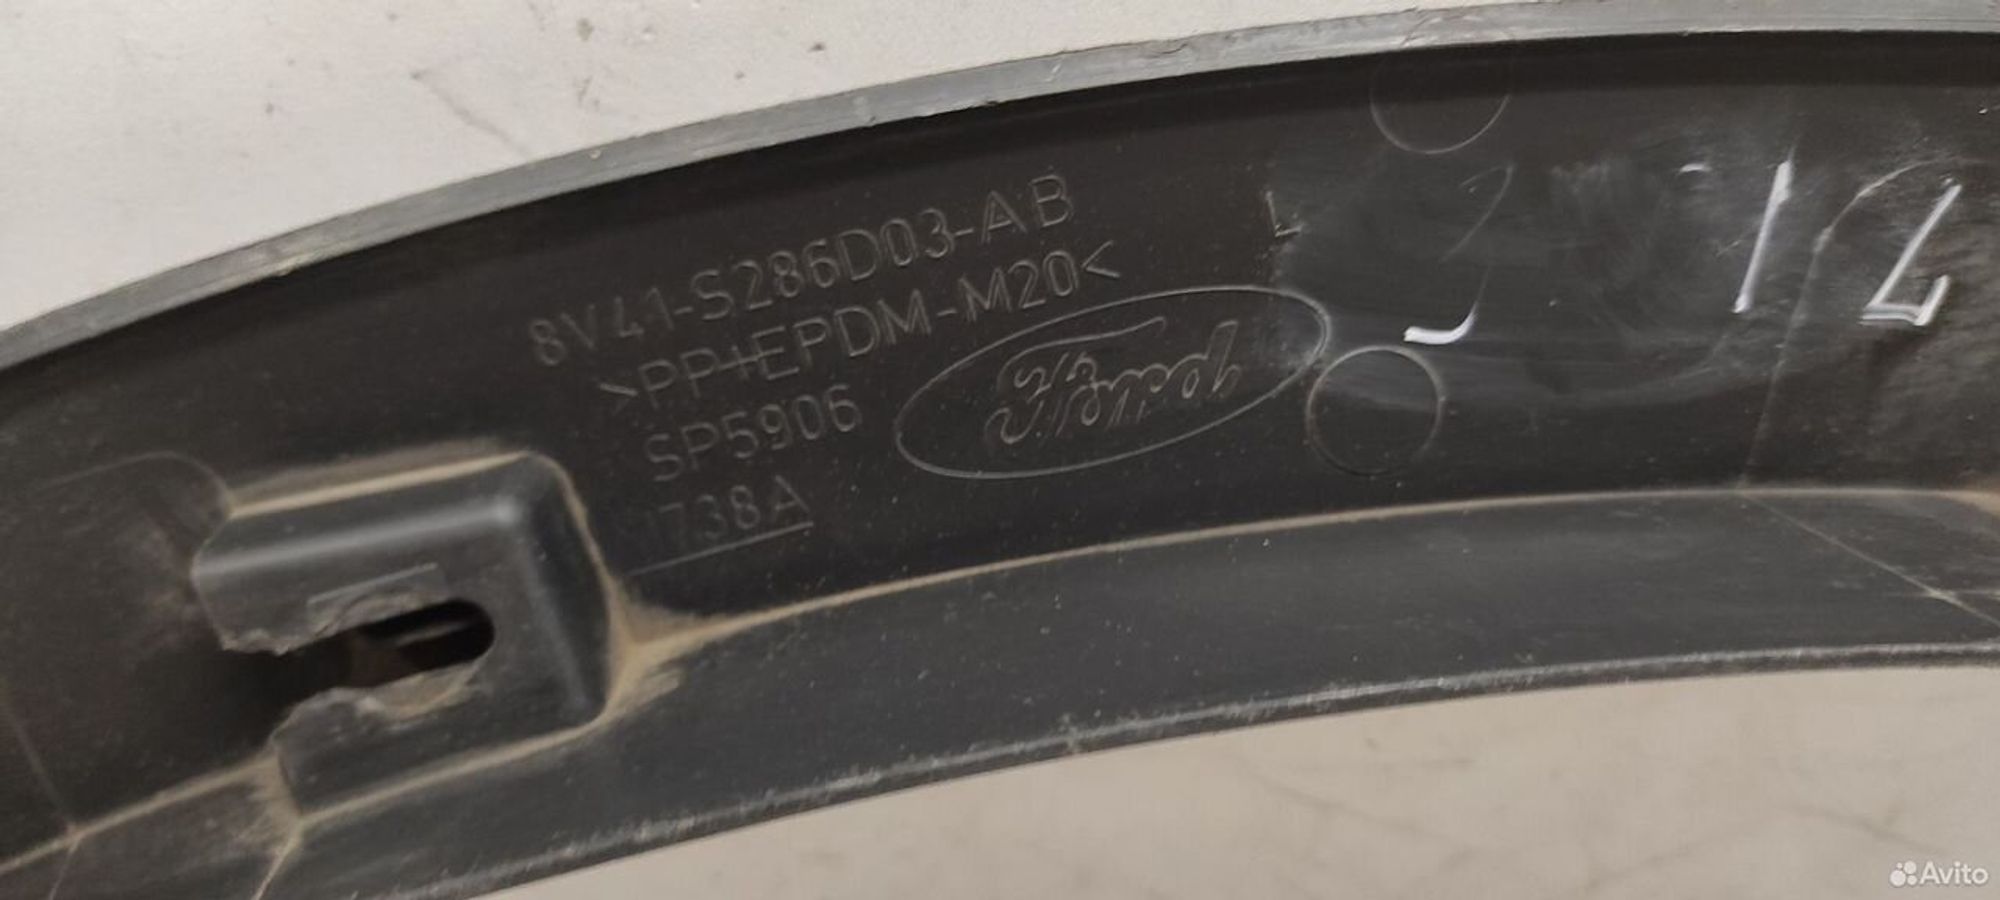 8V41-S286D03-AB
>PP+EPDM-M20<
SP5906
1738A
Ford
L
Avito